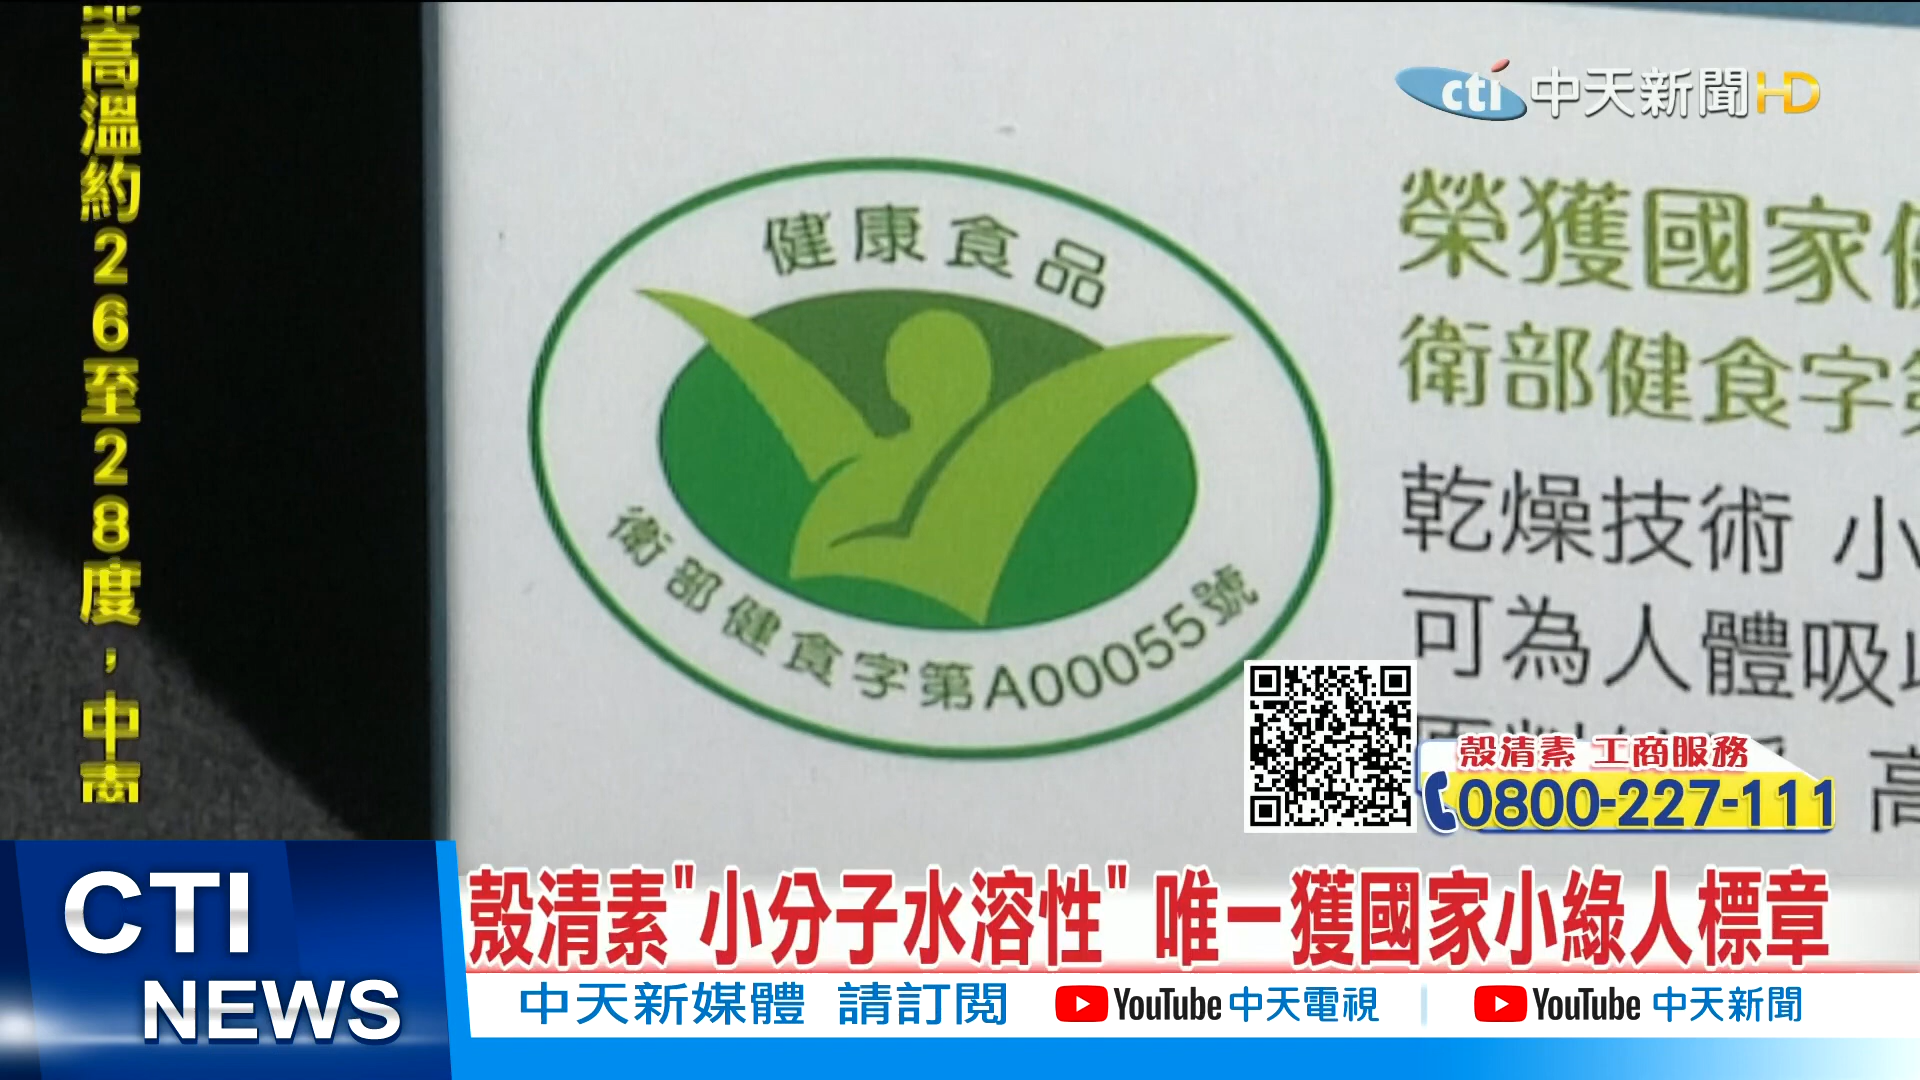 高溫約26至28度，中南
cti 中天新聞HD
健康食品
衛部健食字第A00055號
榮獲國家
衛部健食字
乾燥技術 小
可為人體吸
高
殼清素 工商服務
0800-227-111
CTI NEWS
殼清素"小分子水溶性" 唯一獲國家小綠人標章
中天新媒體 請訂閱 YouTube 中天電視 | YouTube 中天新聞